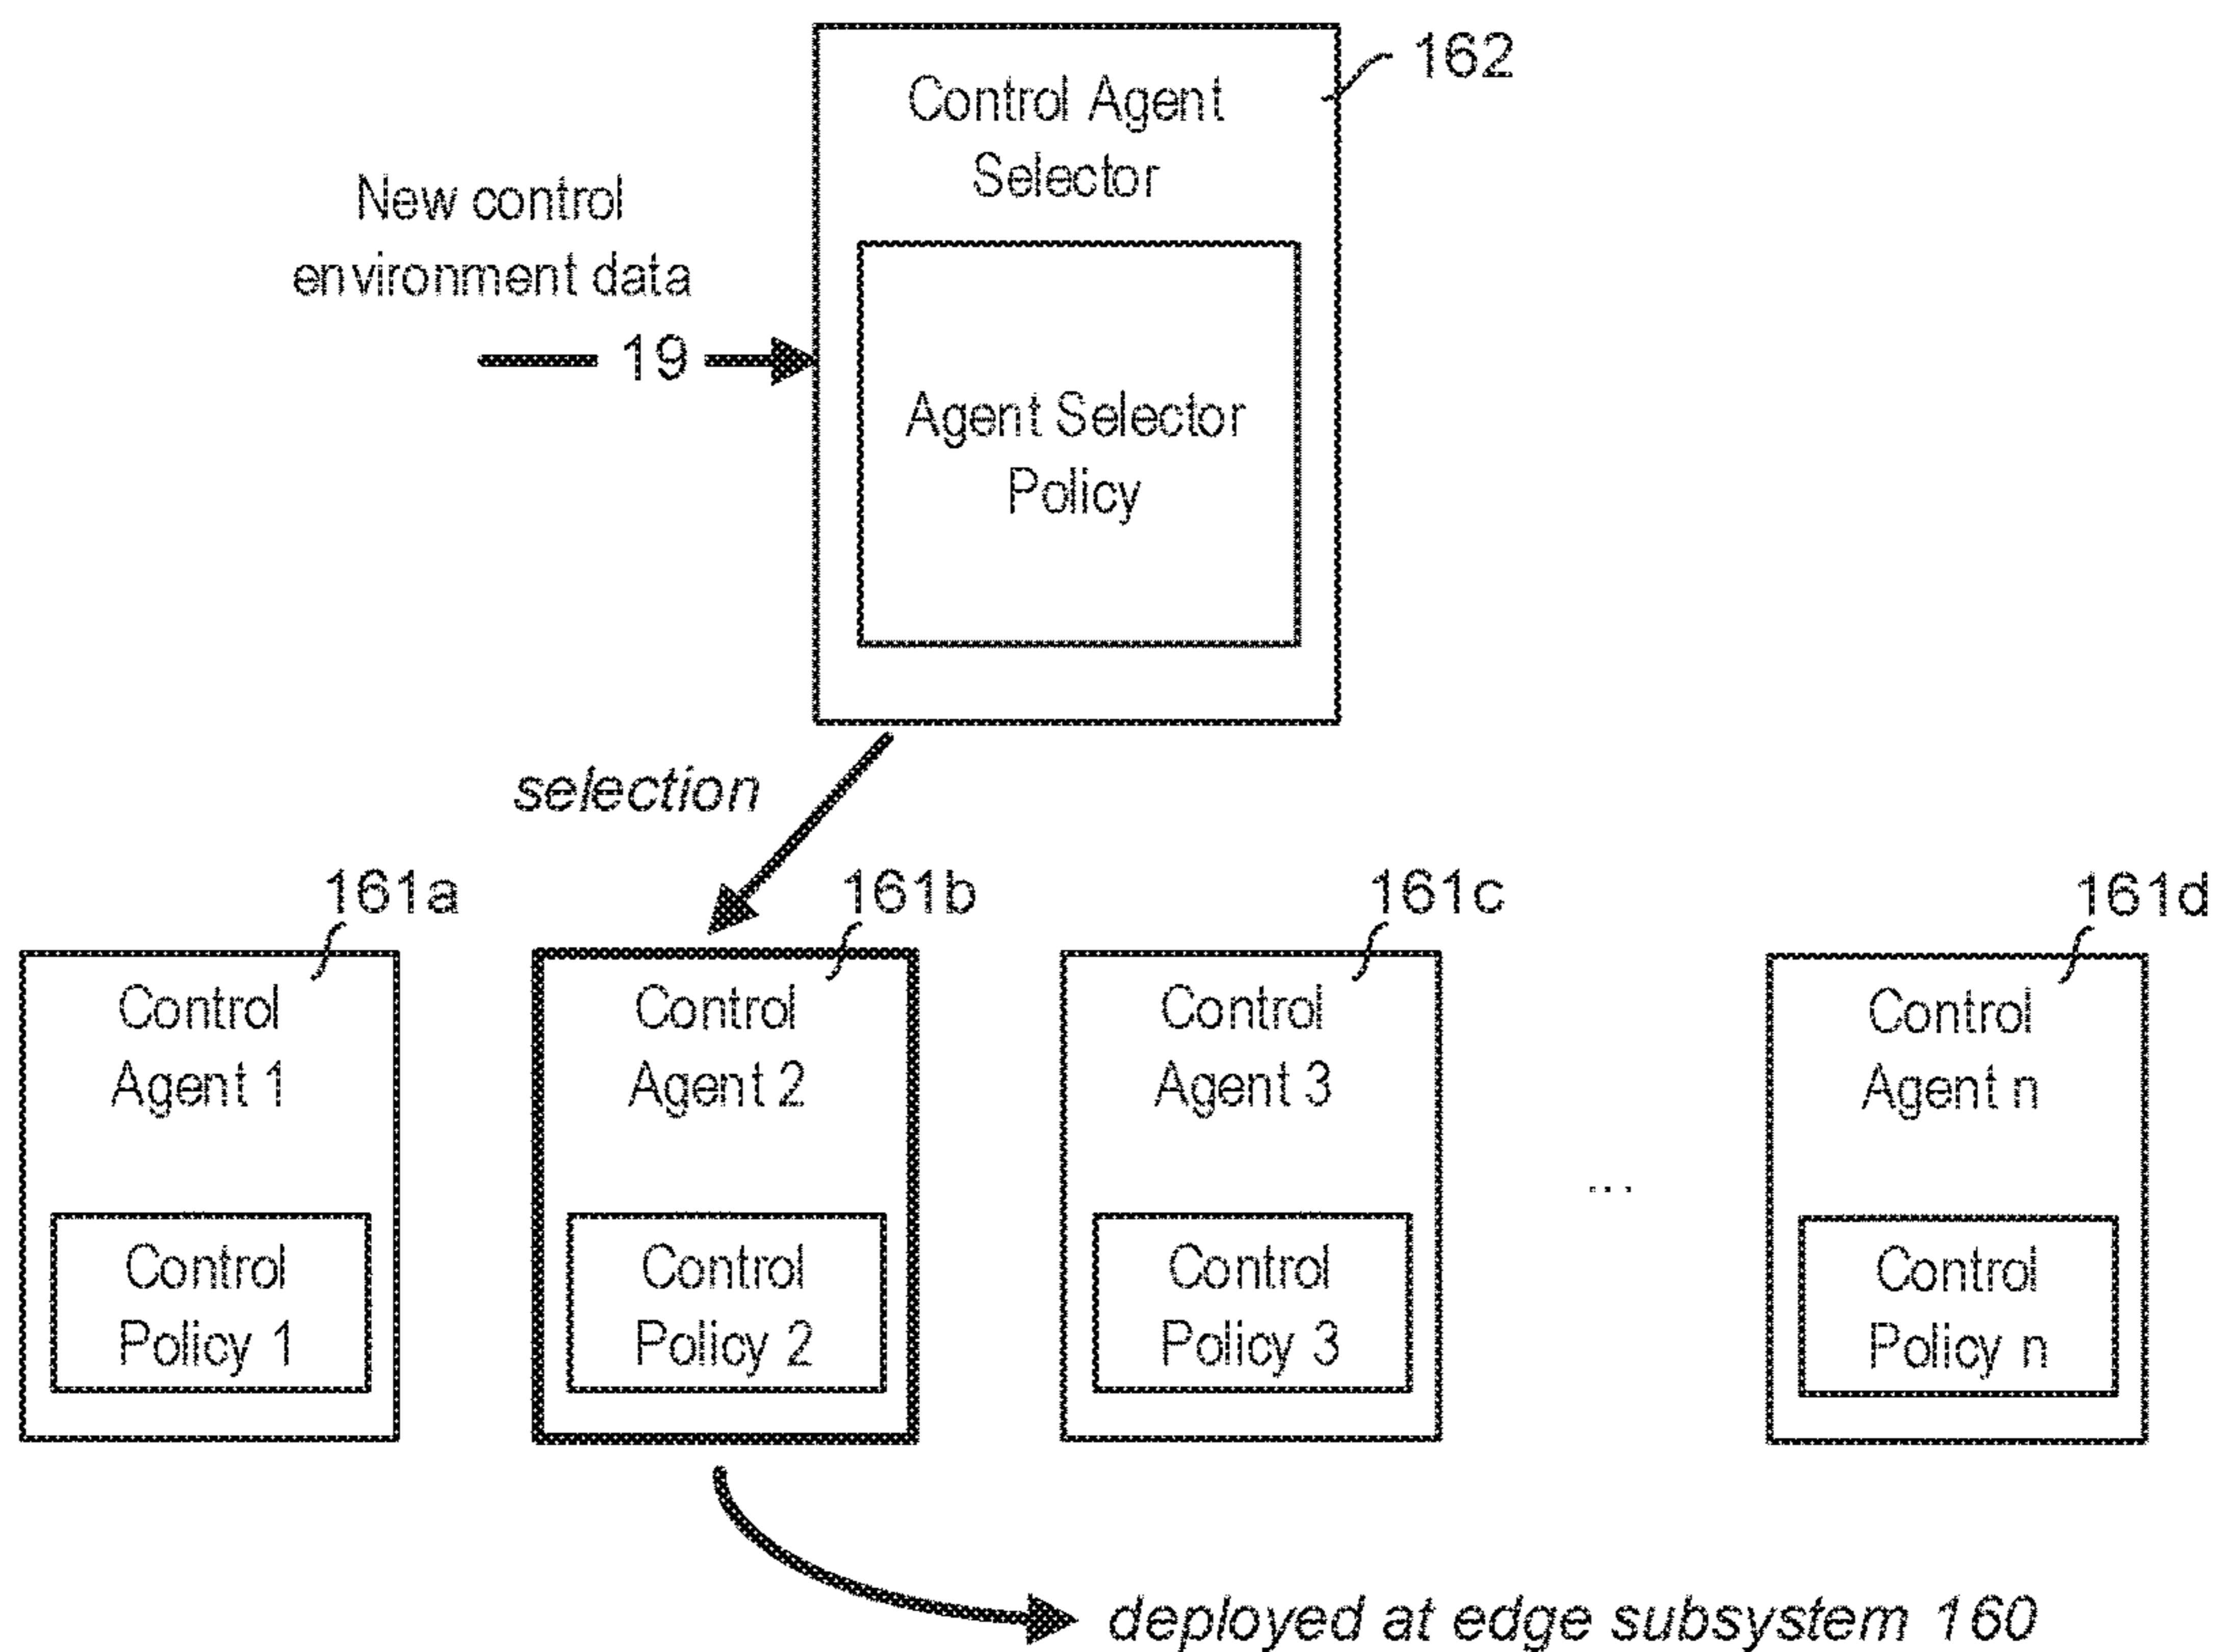 162
Control Agent
Selector
New control
environment data
19
Agent Selector
Policy
selection
161a
161b
161c
161d
Control
Agent 1
Control
Agent 2
Control
Agent 3
Control
Agent n
...
Control
Policy 1
Control
Policy 2
Control
Policy 3
Control
Policy n
deployed at edge subsystem 160